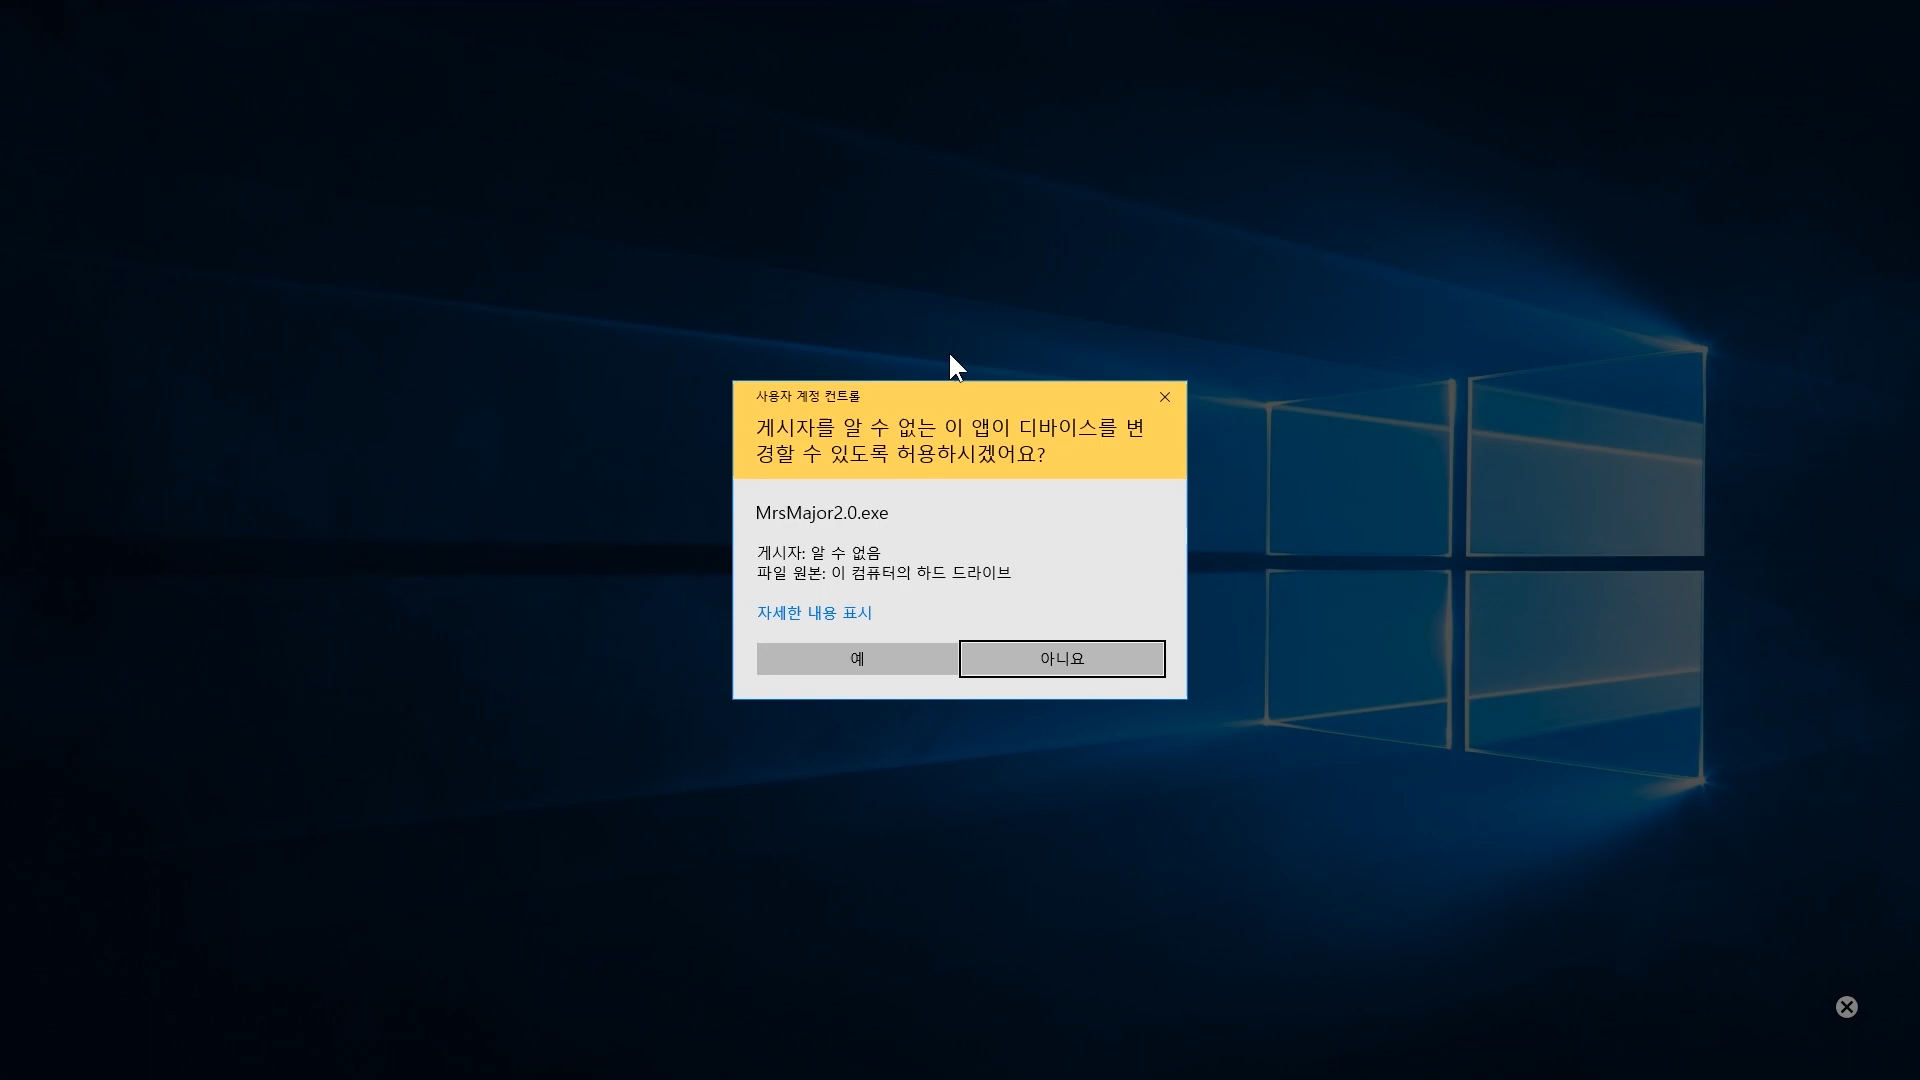 사용자 계정 컨트롤
게시자를 알 수 없는 이 앱이 디바이스를 변
경할 수 있도록 허용하시겠어요?
MrsMajor2.0.exe
게시자: 알 수 없음
파일 원본: 이 컴퓨터의 하드 드라이브
자세한 내용 표시
예
아니요